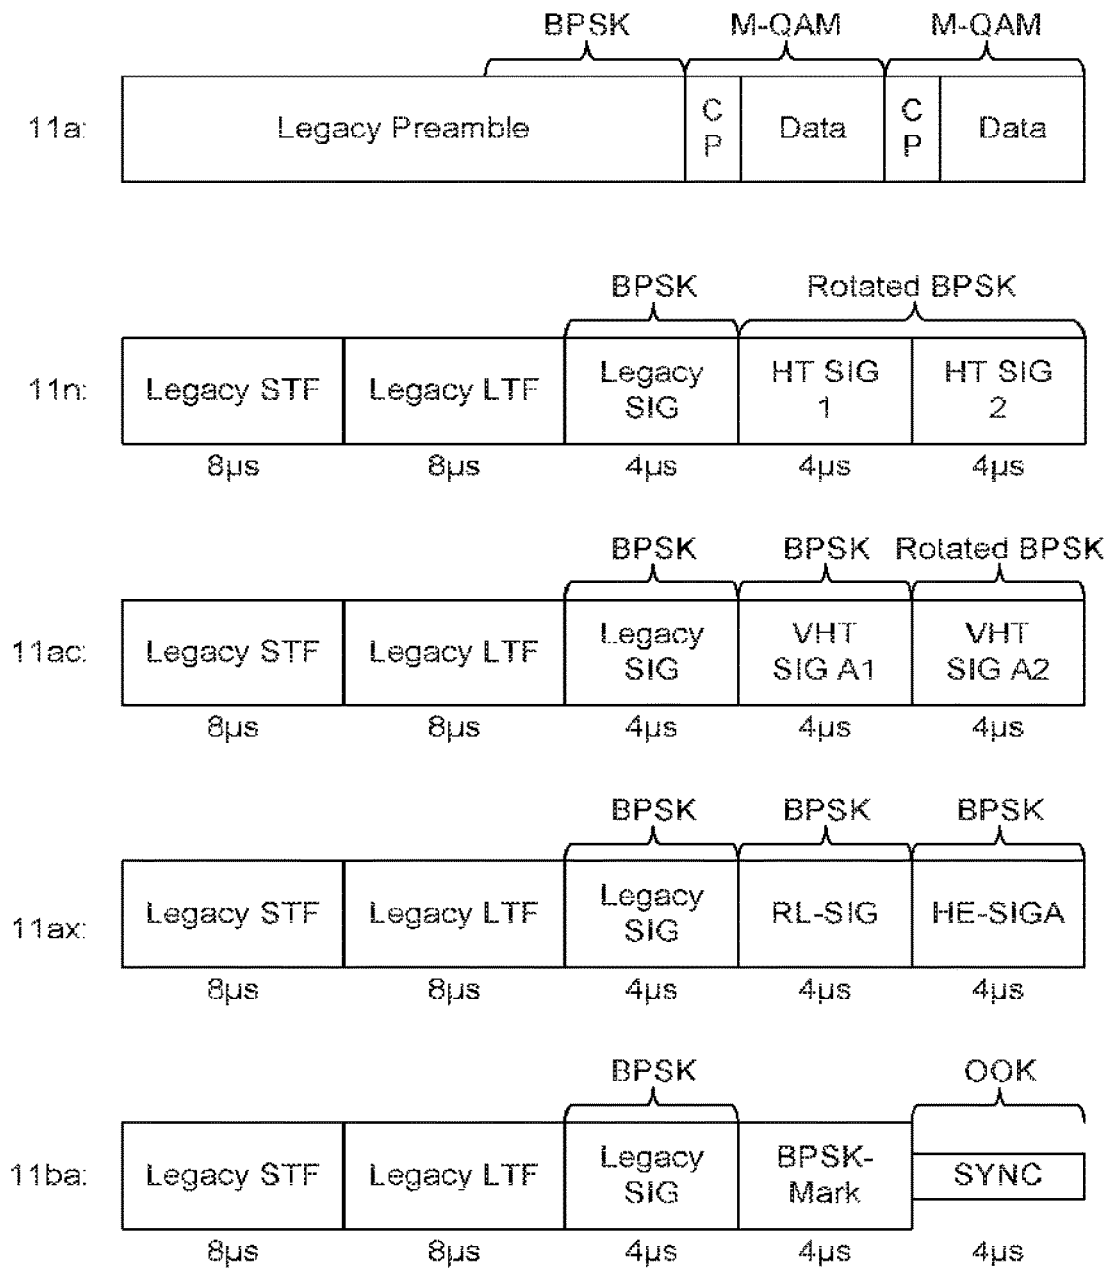 BPSK M-QAM M-QAM
11a: Legacy Preamble C P Data C P Data
BPSK Rotated BPSK
11n: Legacy STF Legacy LTF Legacy SIG HT SIG 1 HT SIG 2
8µs 8µs 4µs 4µs 4µs
BPSK BPSK Rotated BPSK
11ac: Legacy STF Legacy LTF Legacy SIG VHT SIG A1 VHT SIG A2
8µs 8µs 4µs 4µs 4µs
BPSK BPSK BPSK
11ax: Legacy STF Legacy LTF Legacy SIG RL-SIG HE-SIGA
8µs 8µs 4µs 4µs 4µs
BPSK OOK
11ba: Legacy STF Legacy LTF Legacy SIG BPSK-Mark SYNC
8µs 8µs 4µs 4µs 4µs